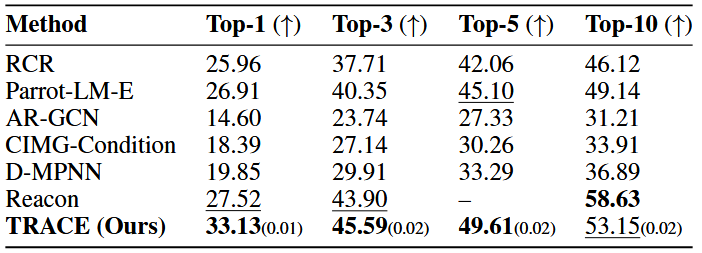 Method Top-1 (↑) Top-3 (↑) Top-5 (↑) Top-10 (↑)
RCR 25.96 37.71 42.06 46.12
Parrot-LM-E 26.91 40.35 45.10 49.14
AR-GCN 14.60 23.74 27.33 31.21
CIMG-Condition 18.39 27.14 30.26 33.91
D-MPNN 19.85 29.91 33.29 36.89
Reacon 27.52 43.90 – 58.63
TRACE (Ours) 33.13(0.01) 45.59(0.02) 49.61(0.02) 53.15(0.02)